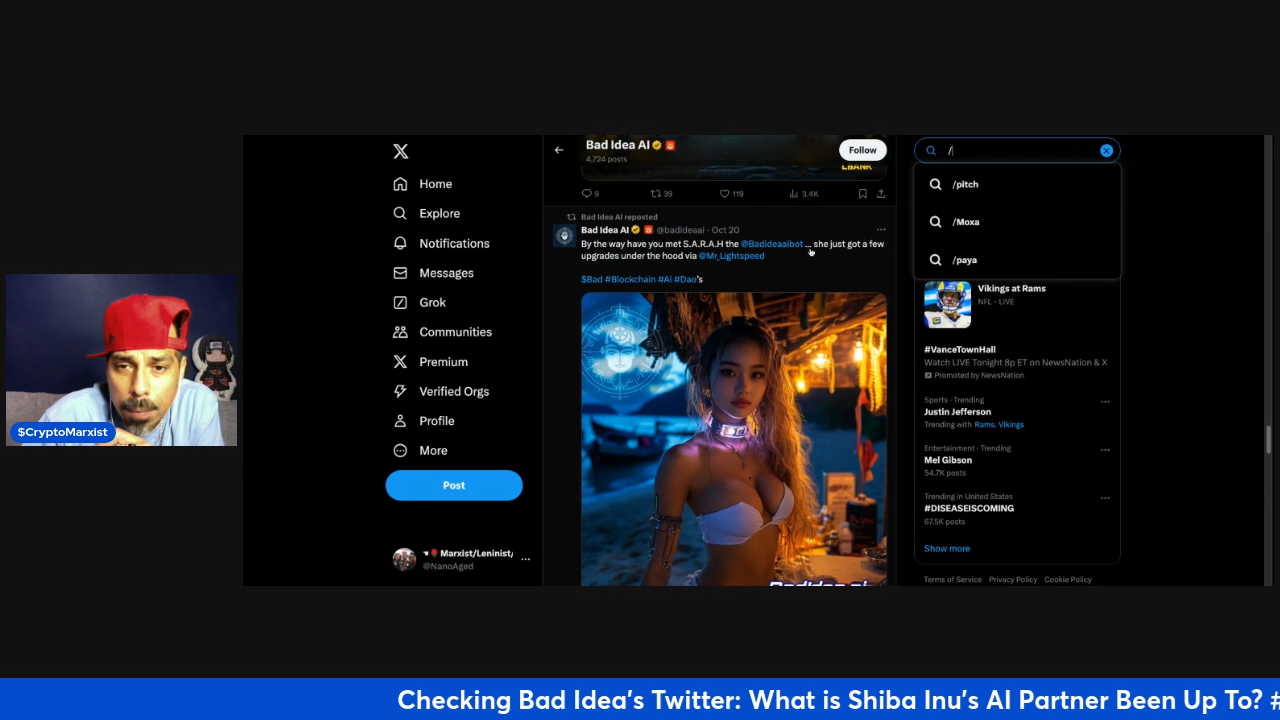 Home
Explore
Notifications
Messages
Grok
Communities
Premium
Verified Orgs
Profile
More
Post
Marxist/Leninist/
@NanoAged
...
Bad Idea AI
4,724 posts
Follow
LBANK
9
39
119
3.4K
Bad Idea AI reposted
Bad Idea AI @badideaai · Oct 20
By the way have you met S.A.R.A.H the @Badideaaibot ... she just got a few
upgrades under the hood via @Mr_Lightspeed
$Bad #Blockchain #Ai #Dao's
BadIdea ai
/
/pitch
/Moxa
/paya
Vikings at Rams
NFL · LIVE
#VanceTownHall
Watch LIVE Tonight 8p ET on NewsNation & X
Promoted by NewsNation
Sports · Trending
Justin Jefferson
Trending with Rams, Vikings
Entertainment · Trending
Mel Gibson
54.7K posts
Trending in United States
#DISEASEISCOMING
67.5K posts
Show more
Terms of Service Privacy Policy Cookie Policy
$CryptoMarxist
Checking Bad Idea's Twitter: What is Shiba Inu's AI Partner Been Up To? #